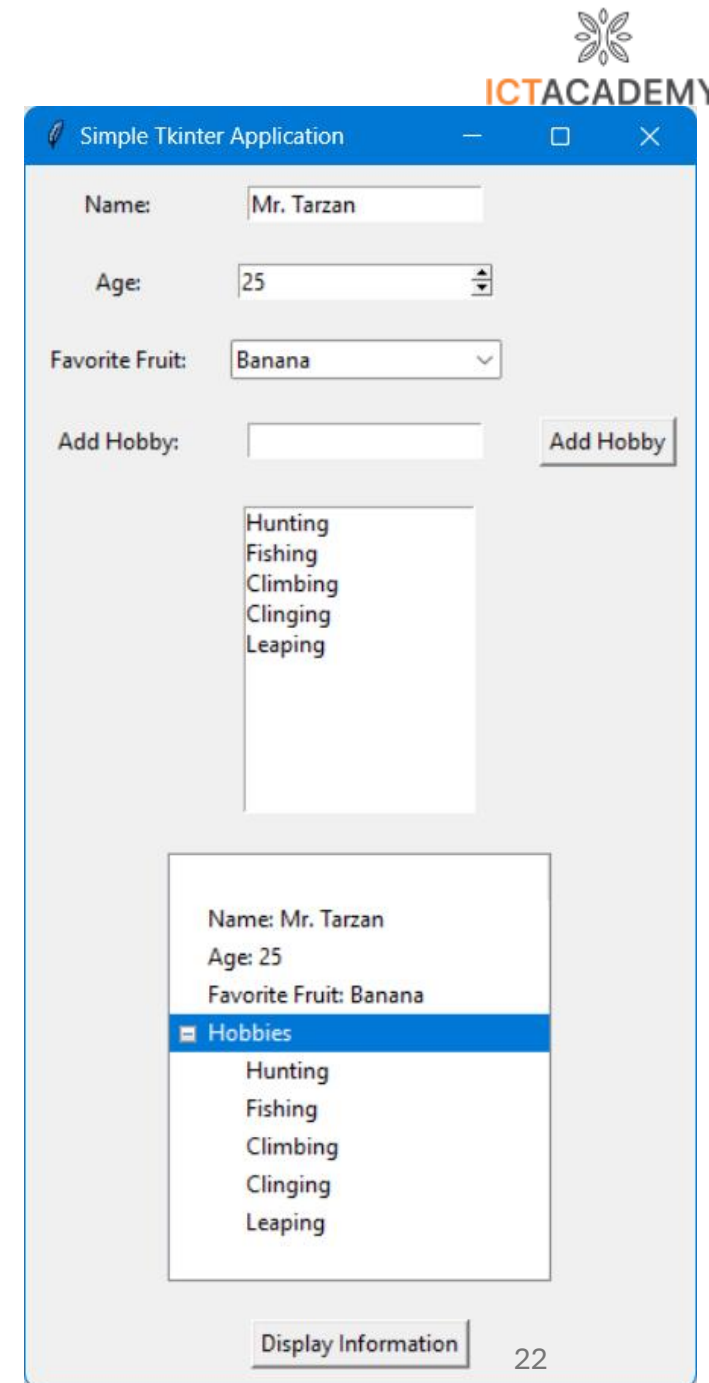 ICTACADEMY
Simple Tkinter Application
Name: Mr. Tarzan
Age: 25
Favorite Fruit: Banana
Add Hobby: Add Hobby
Hunting
Fishing
Climbing
Clinging
Leaping
Name: Mr. Tarzan
Age: 25
Favorite Fruit: Banana
Hobbies
Hunting
Fishing
Climbing
Clinging
Leaping
Display Information
22